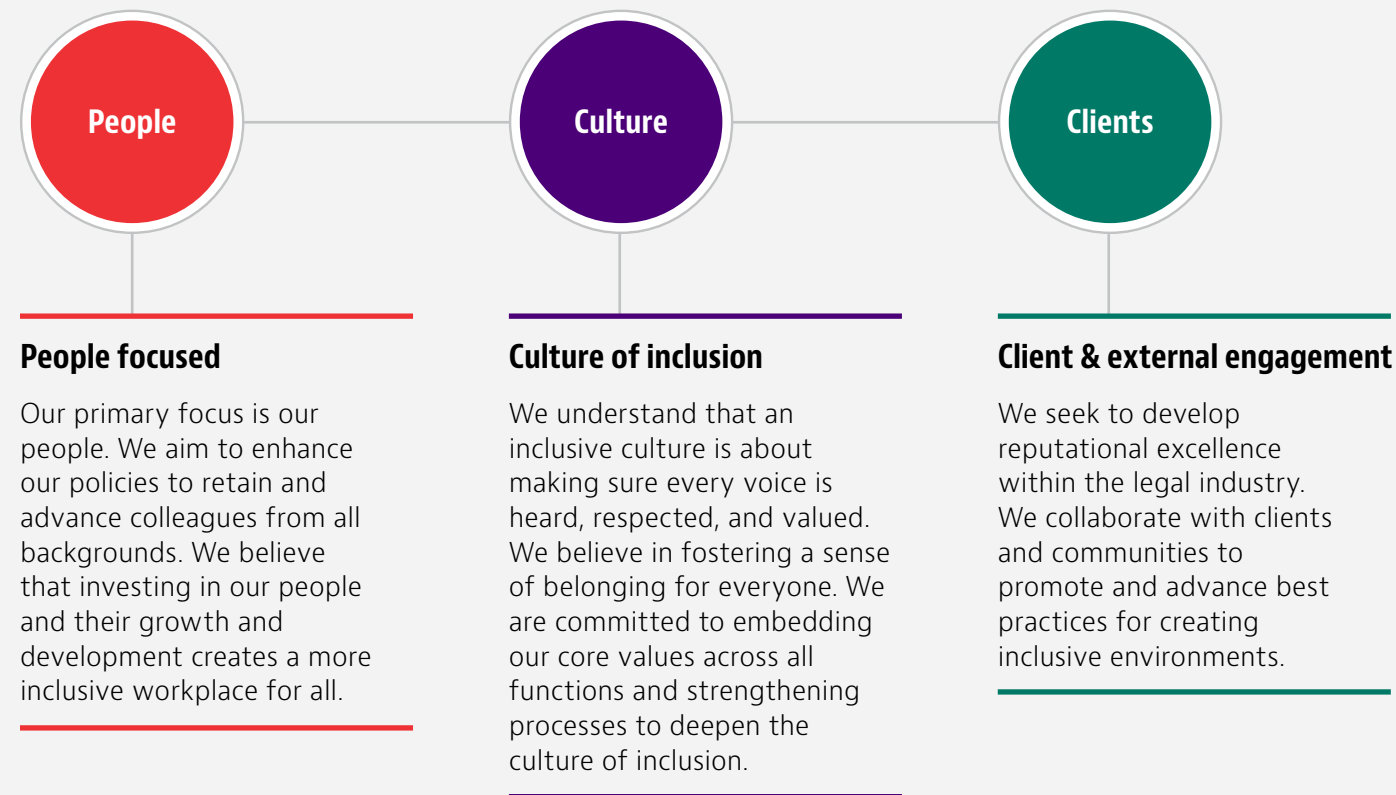 People
Culture
Clients
People focused
Our primary focus is our
people. We aim to enhance
our policies to retain and
advance colleagues from all
backgrounds. We believe
that investing in our people
and their growth and
development creates a more
inclusive workplace for all.
Culture of inclusion
We understand that an
inclusive culture is about
making sure every voice is
heard, respected, and valued.
We believe in fostering a sense
of belonging for everyone. We
are committed to embedding
our core values across all
functions and strengthening
processes to deepen the
culture of inclusion.
Client & external engagement
We seek to develop
reputational excellence
within the legal industry.
We collaborate with clients
and communities to
promote and advance best
practices for creating
inclusive environments.